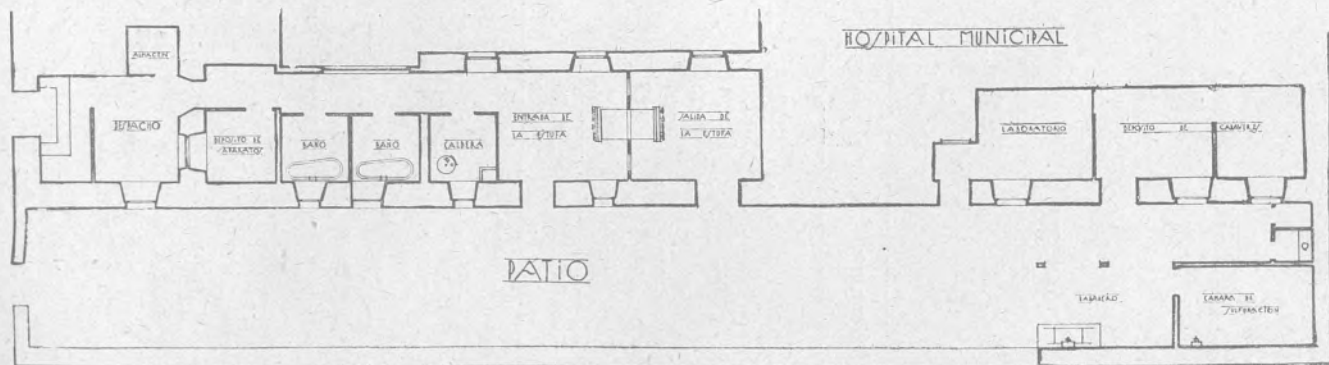 HOSPITAL MUNICIPAL
ALMACEN
DESPACHO
DEPOSITO DE
APARATOS
BAÑO
BAÑO
CALDERA
ENTRADA DE
LA ESTUFA
SALIDA DE
LA ESTUFA
LABORATORIO
DEPOSITO DE
CADAVERES
PATIO
LAVADERO
CAMARA DE
SULFURACION